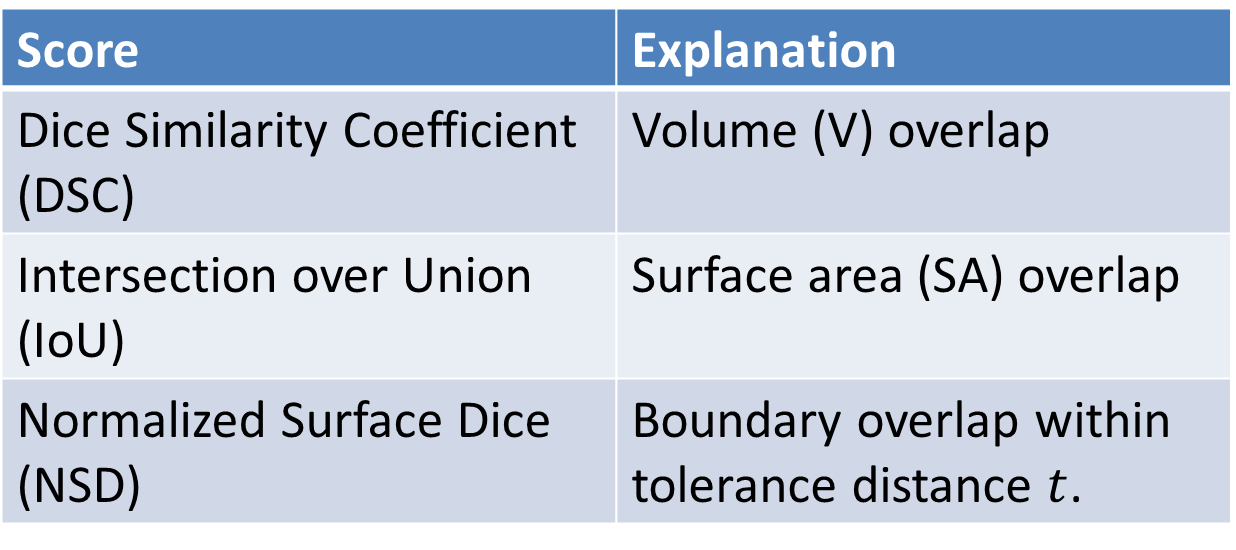 Score
Explanation
Dice Similarity Coefficient
(DSC)
Volume (V) overlap
Intersection over Union
(IoU)
Surface area (SA) overlap
Normalized Surface Dice
(NSD)
Boundary overlap within
tolerance distance t.